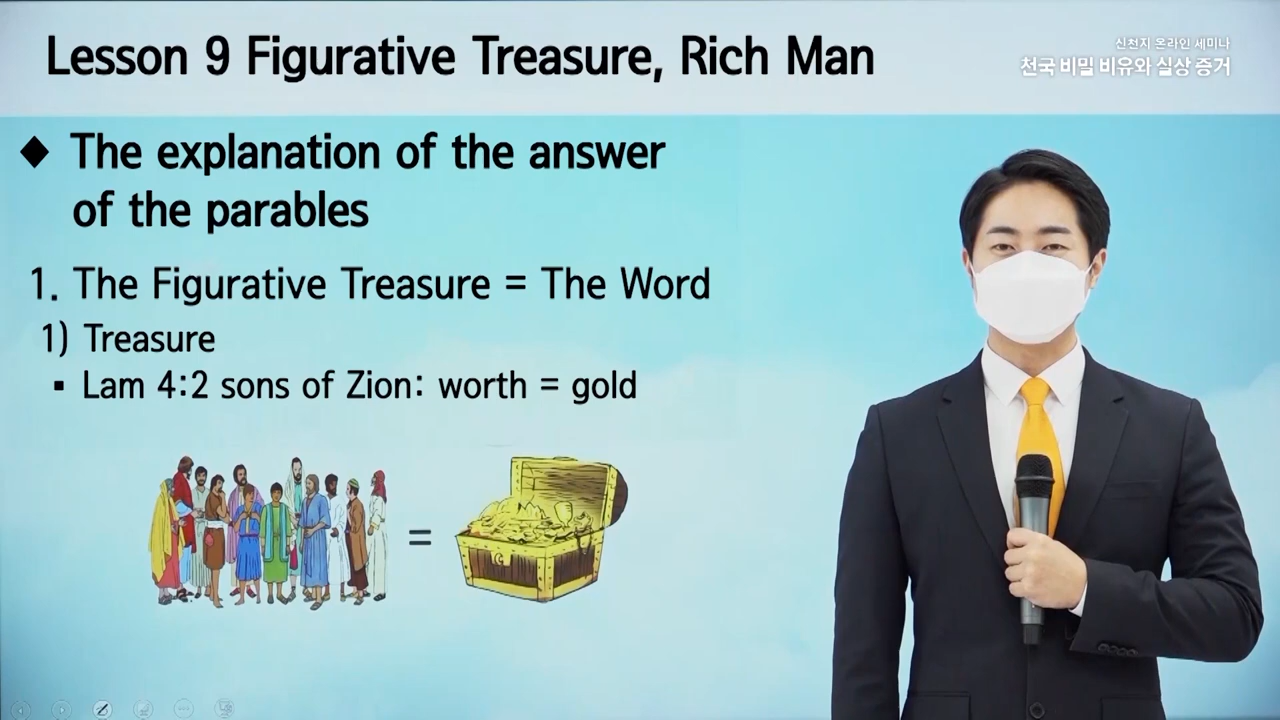 Lesson 9 Figurative Treasure, Rich Man
신천지 온라인 세미나
천국 비밀 비유와 실상 증거
◆ The explanation of the answer
of the parables
1. The Figurative Treasure = The Word
1) Treasure
▪ Lam 4:2 sons of Zion: worth = gold
=